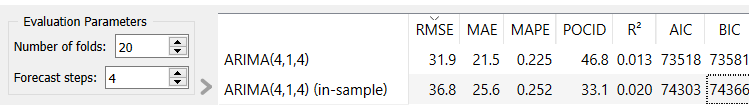 Evaluation Parameters
Number of folds: 20
Forecast steps: 4
RMSE MAE MAPE POCID R² AIC BIC
ARIMA(4,1,4) 31.9 21.5 0.225 46.8 0.013 73518 73581
ARIMA(4,1,4) (in-sample) 36.8 25.6 0.252 33.1 0.020 74303 74366